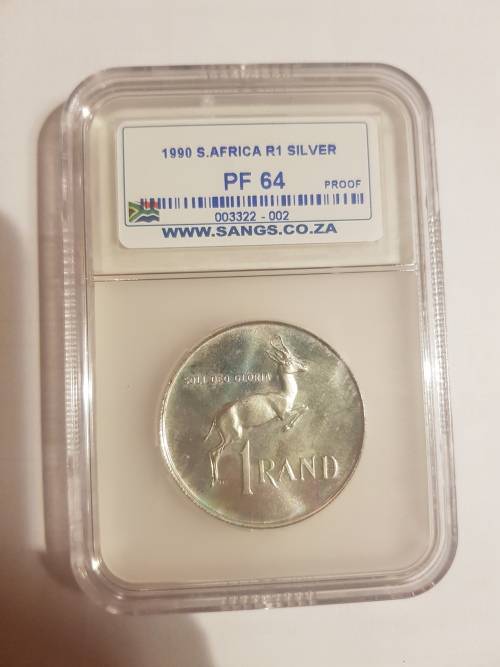 1990 S.AFRICA R1 SILVER
PF 64 PROOF
003322 - 002
WWW.SANGS.CO.ZA
SOLI DEO GLORIA
1 RAND